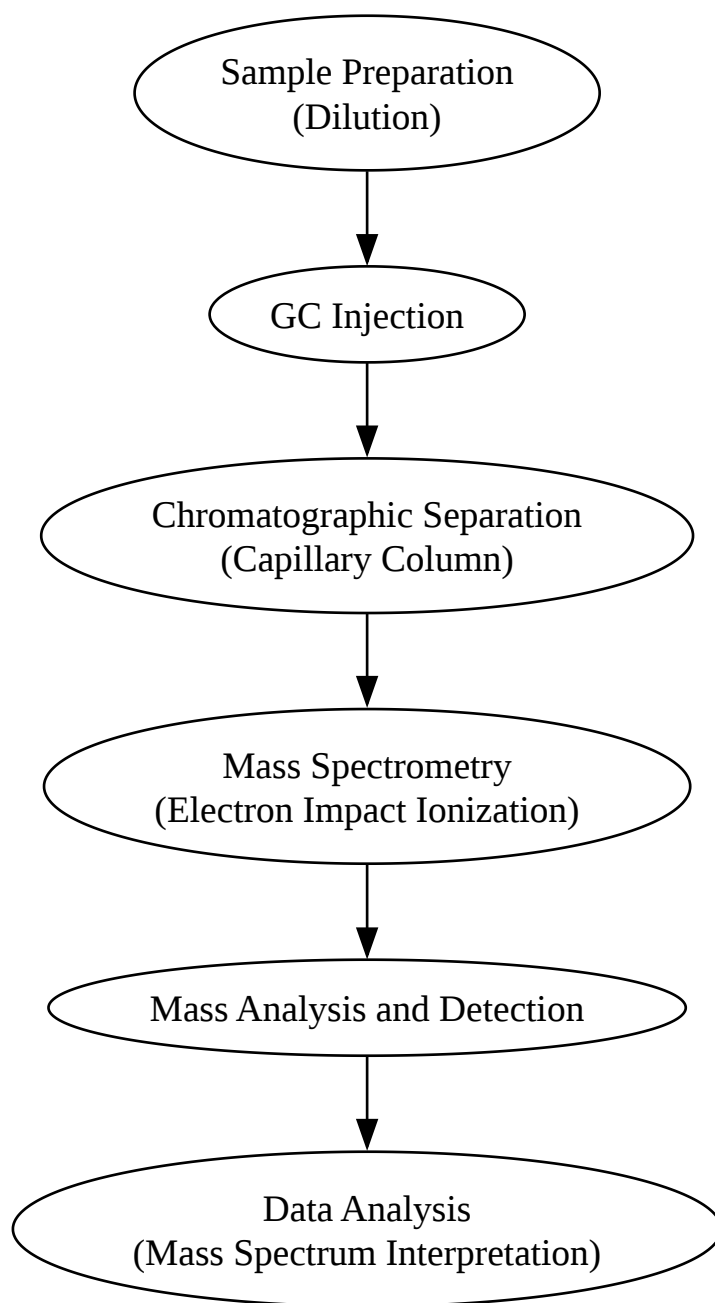 Sample Preparation
(Dilution)
GC Injection
Chromatographic Separation
(Capillary Column)
Mass Spectrometry
(Electron Impact Ionization)
Mass Analysis and Detection
Data Analysis
(Mass Spectrum Interpretation)